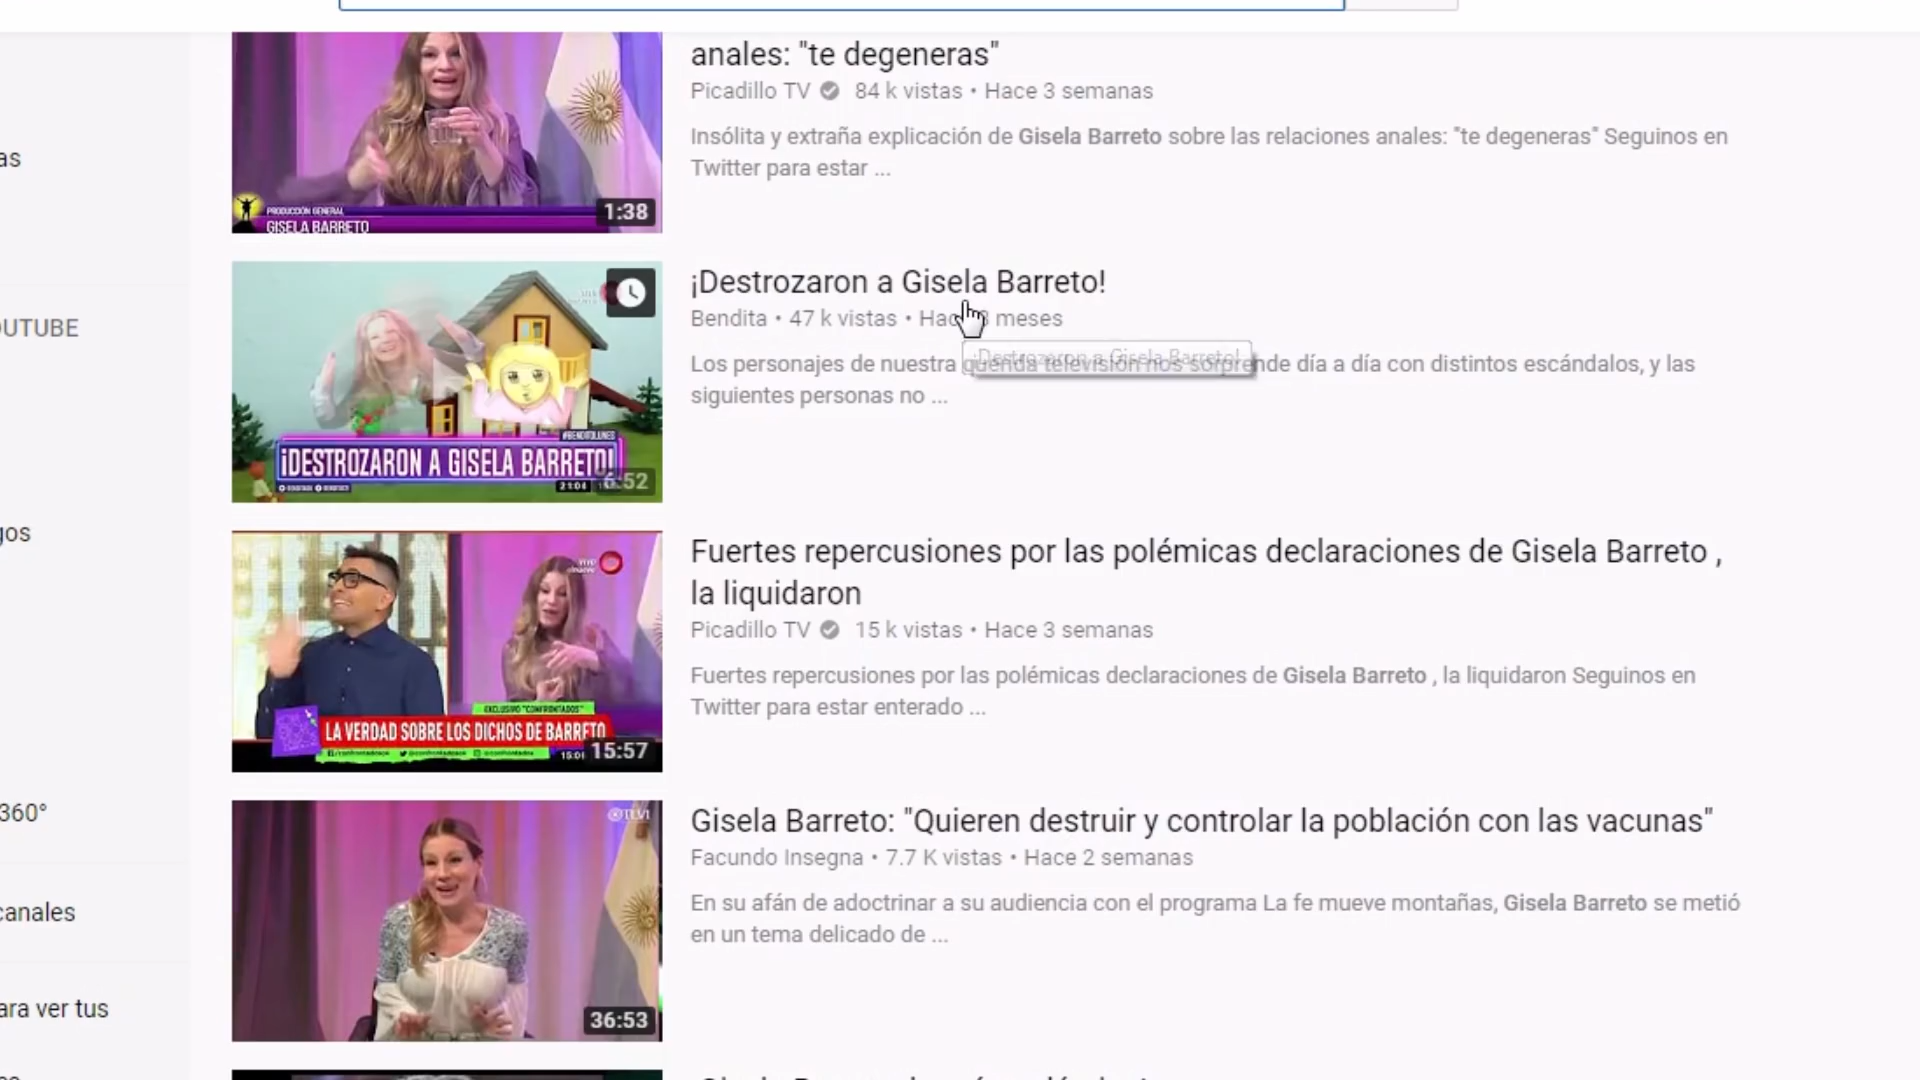 anales: "te degeneras"
Picadillo TV 84 k vistas • Hace 3 semanas
Insólita y extraña explicación de Gisela Barreto sobre las relaciones anales: "te degeneras" Seguinos en
Twitter para estar ...
PRODUCCIÓN GENERAL
GISELA BARRETO
1:38
as
¡Destrozaron a Gisela Barreto!
Bendita • 47 k vistas • Hace 3 meses
¡Destrozaron a Gisela Barreto!
Los personajes de nuestra querida televisión nos sorprende día a día con distintos escándalos, y las
siguientes personas no ...
#BENDITOLUNES
¡DESTROZARON A GISELA BARRETO!
21:04
6:52
OUTUBE
Fuertes repercusiones por las polémicas declaraciones de Gisela Barreto ,
la liquidaron
Picadillo TV 15 k vistas • Hace 3 semanas
Fuertes repercusiones por las polémicas declaraciones de Gisela Barreto , la liquidaron Seguinos en
Twitter para estar enterado ...
VIVO
EXCLUSIVO "CONFRONTADOS"
LA VERDAD SOBRE LOS DICHOS DE BARRETO
15:57
gos
Gisela Barreto: "Quieren destruir y controlar la población con las vacunas"
Facundo Insegna • 7.7 K vistas • Hace 2 semanas
En su afán de adoctrinar a su audiencia con el programa La fe mueve montañas, Gisela Barreto se metió
en un tema delicado de ...
TLV1
36:53
360°
canales
ara ver tus